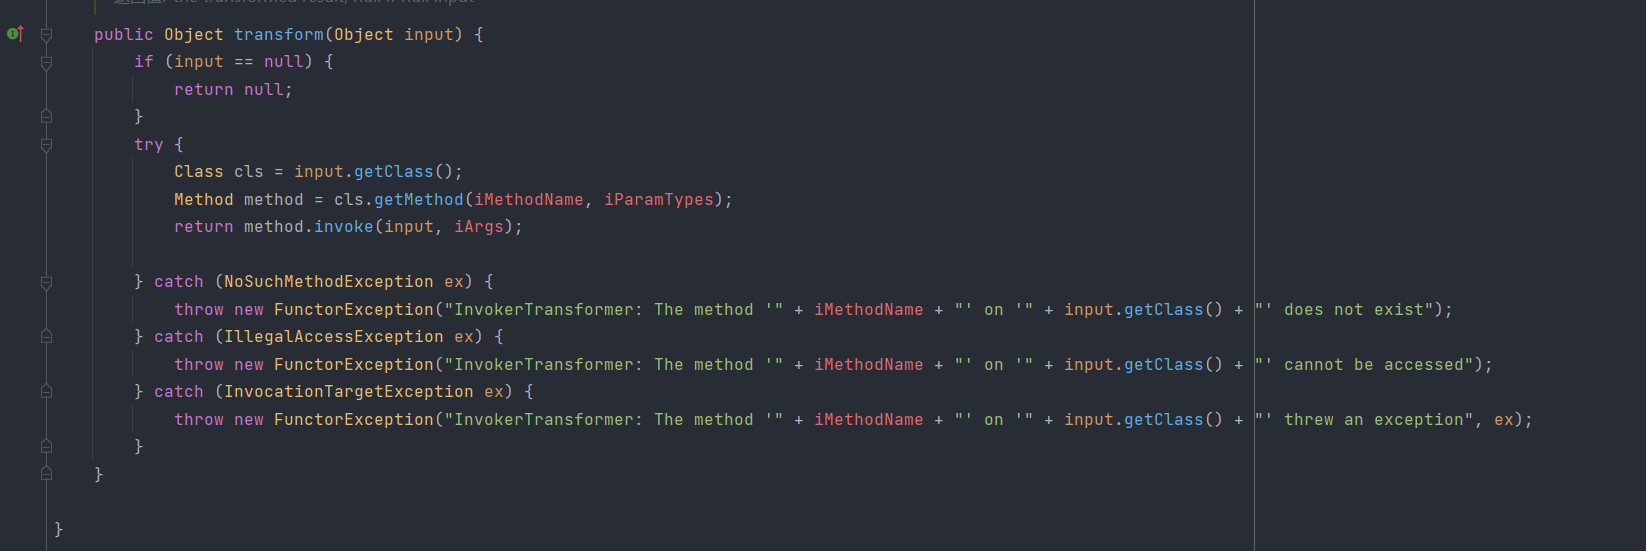 public Object transform(Object input) {
if (input == null) {
return null;
}
try {
Class cls = input.getClass();
Method method = cls.getMethod(iMethodName, iParamTypes);
return method.invoke(input, iArgs);
} catch (NoSuchMethodException ex) {
throw new FunctorException("InvokerTransformer: The method '" + iMethodName + "' on '" + input.getClass() + "' does not exist");
} catch (IllegalAccessException ex) {
throw new FunctorException("InvokerTransformer: The method '" + iMethodName + "' on '" + input.getClass() + "' cannot be accessed");
} catch (InvocationTargetException ex) {
throw new FunctorException("InvokerTransformer: The method '" + iMethodName + "' on '" + input.getClass() + "' threw an exception", ex);
}
}
}